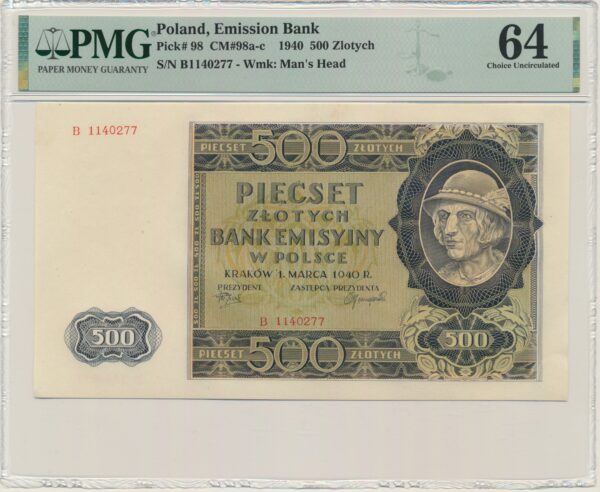 PMG
PAPER MONEY GUARANTY
Poland, Emission Bank
Pick# 98 CM#98a-c 1940 500 Zlotych
S/N B1140277 - Wmk: Man's Head
64
Choice Uncirculated
B 1140277
500
PIECSET ZŁOTYCH
PIECSET
ZŁOTYCH
BANK EMISYJNY
W POLSCE
KRAKÓW 1. MARCA 1940 R.
PREZYDENT ZASTĘPCA PREZYDENTA
B 1140277
500
500
500
PIECSET ZŁOTYCH